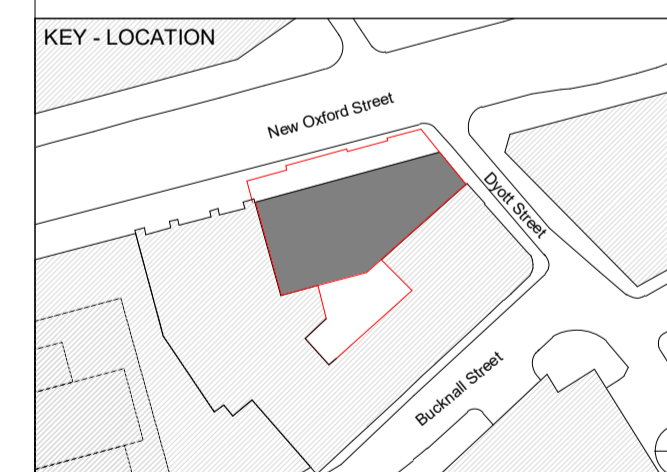 KEY - LOCATION
New Oxford Street
Dyott Street
Bucknall Street